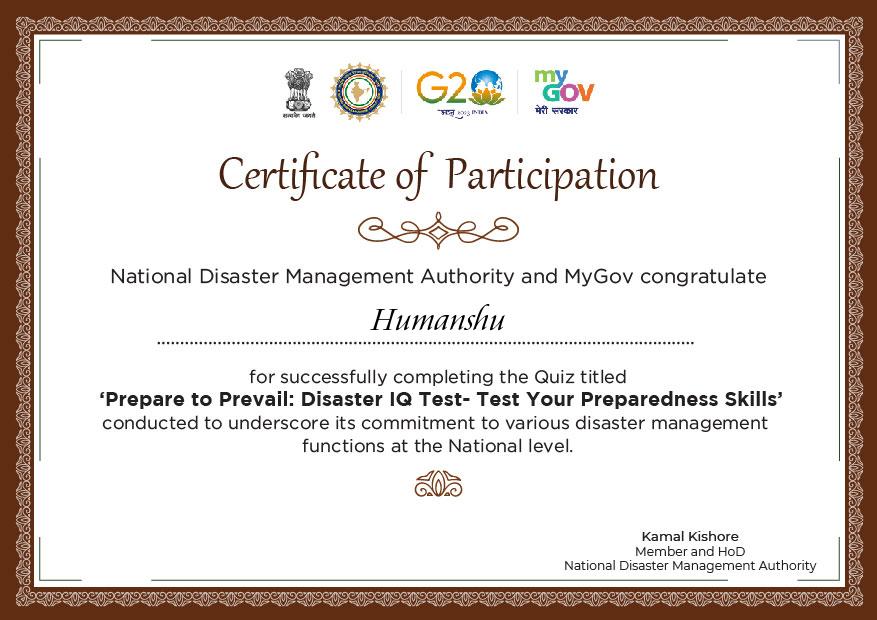 सत्यमेव जयते
G20
भारत 2023 INDIA
my
GOV
मेरी सरकार
Certificate of Participation
National Disaster Management Authority and MyGov congratulate
Humanshu
for successfully completing the Quiz titled
‘Prepare to Prevail: Disaster IQ Test- Test Your Preparedness Skills’
conducted to underscore its commitment to various disaster management
functions at the National level.
Kamal Kishore
Member and HoD
National Disaster Management Authority